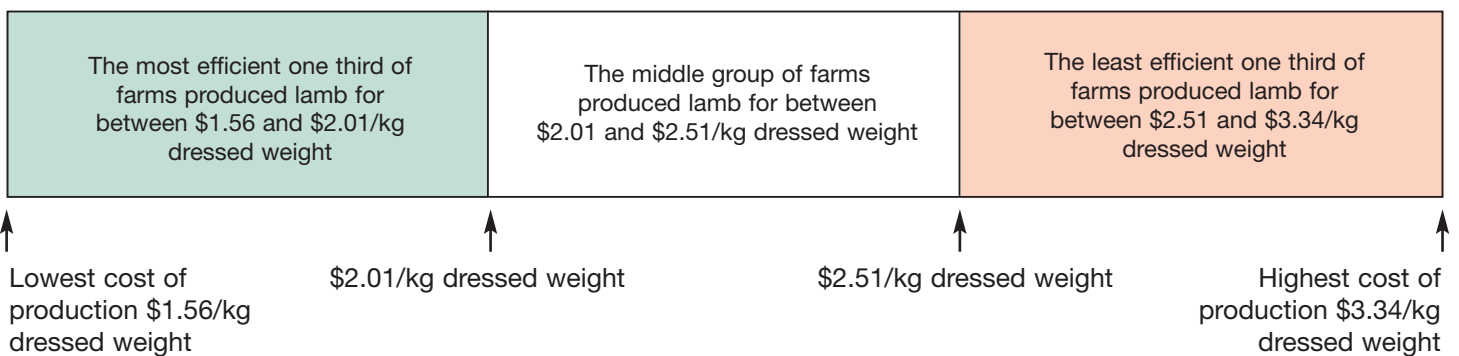 The most efficient one third of
farms produced lamb for
between $1.56 and $2.01/kg
dressed weight
The middle group of farms
produced lamb for between
$2.01 and $2.51/kg dressed weight
The least efficient one third of
farms produced lamb for
between $2.51 and $3.34/kg
dressed weight
Lowest cost of
production $1.56/kg
dressed weight
$2.01/kg dressed weight
$2.51/kg dressed weight
Highest cost of
production $3.34/kg
dressed weight